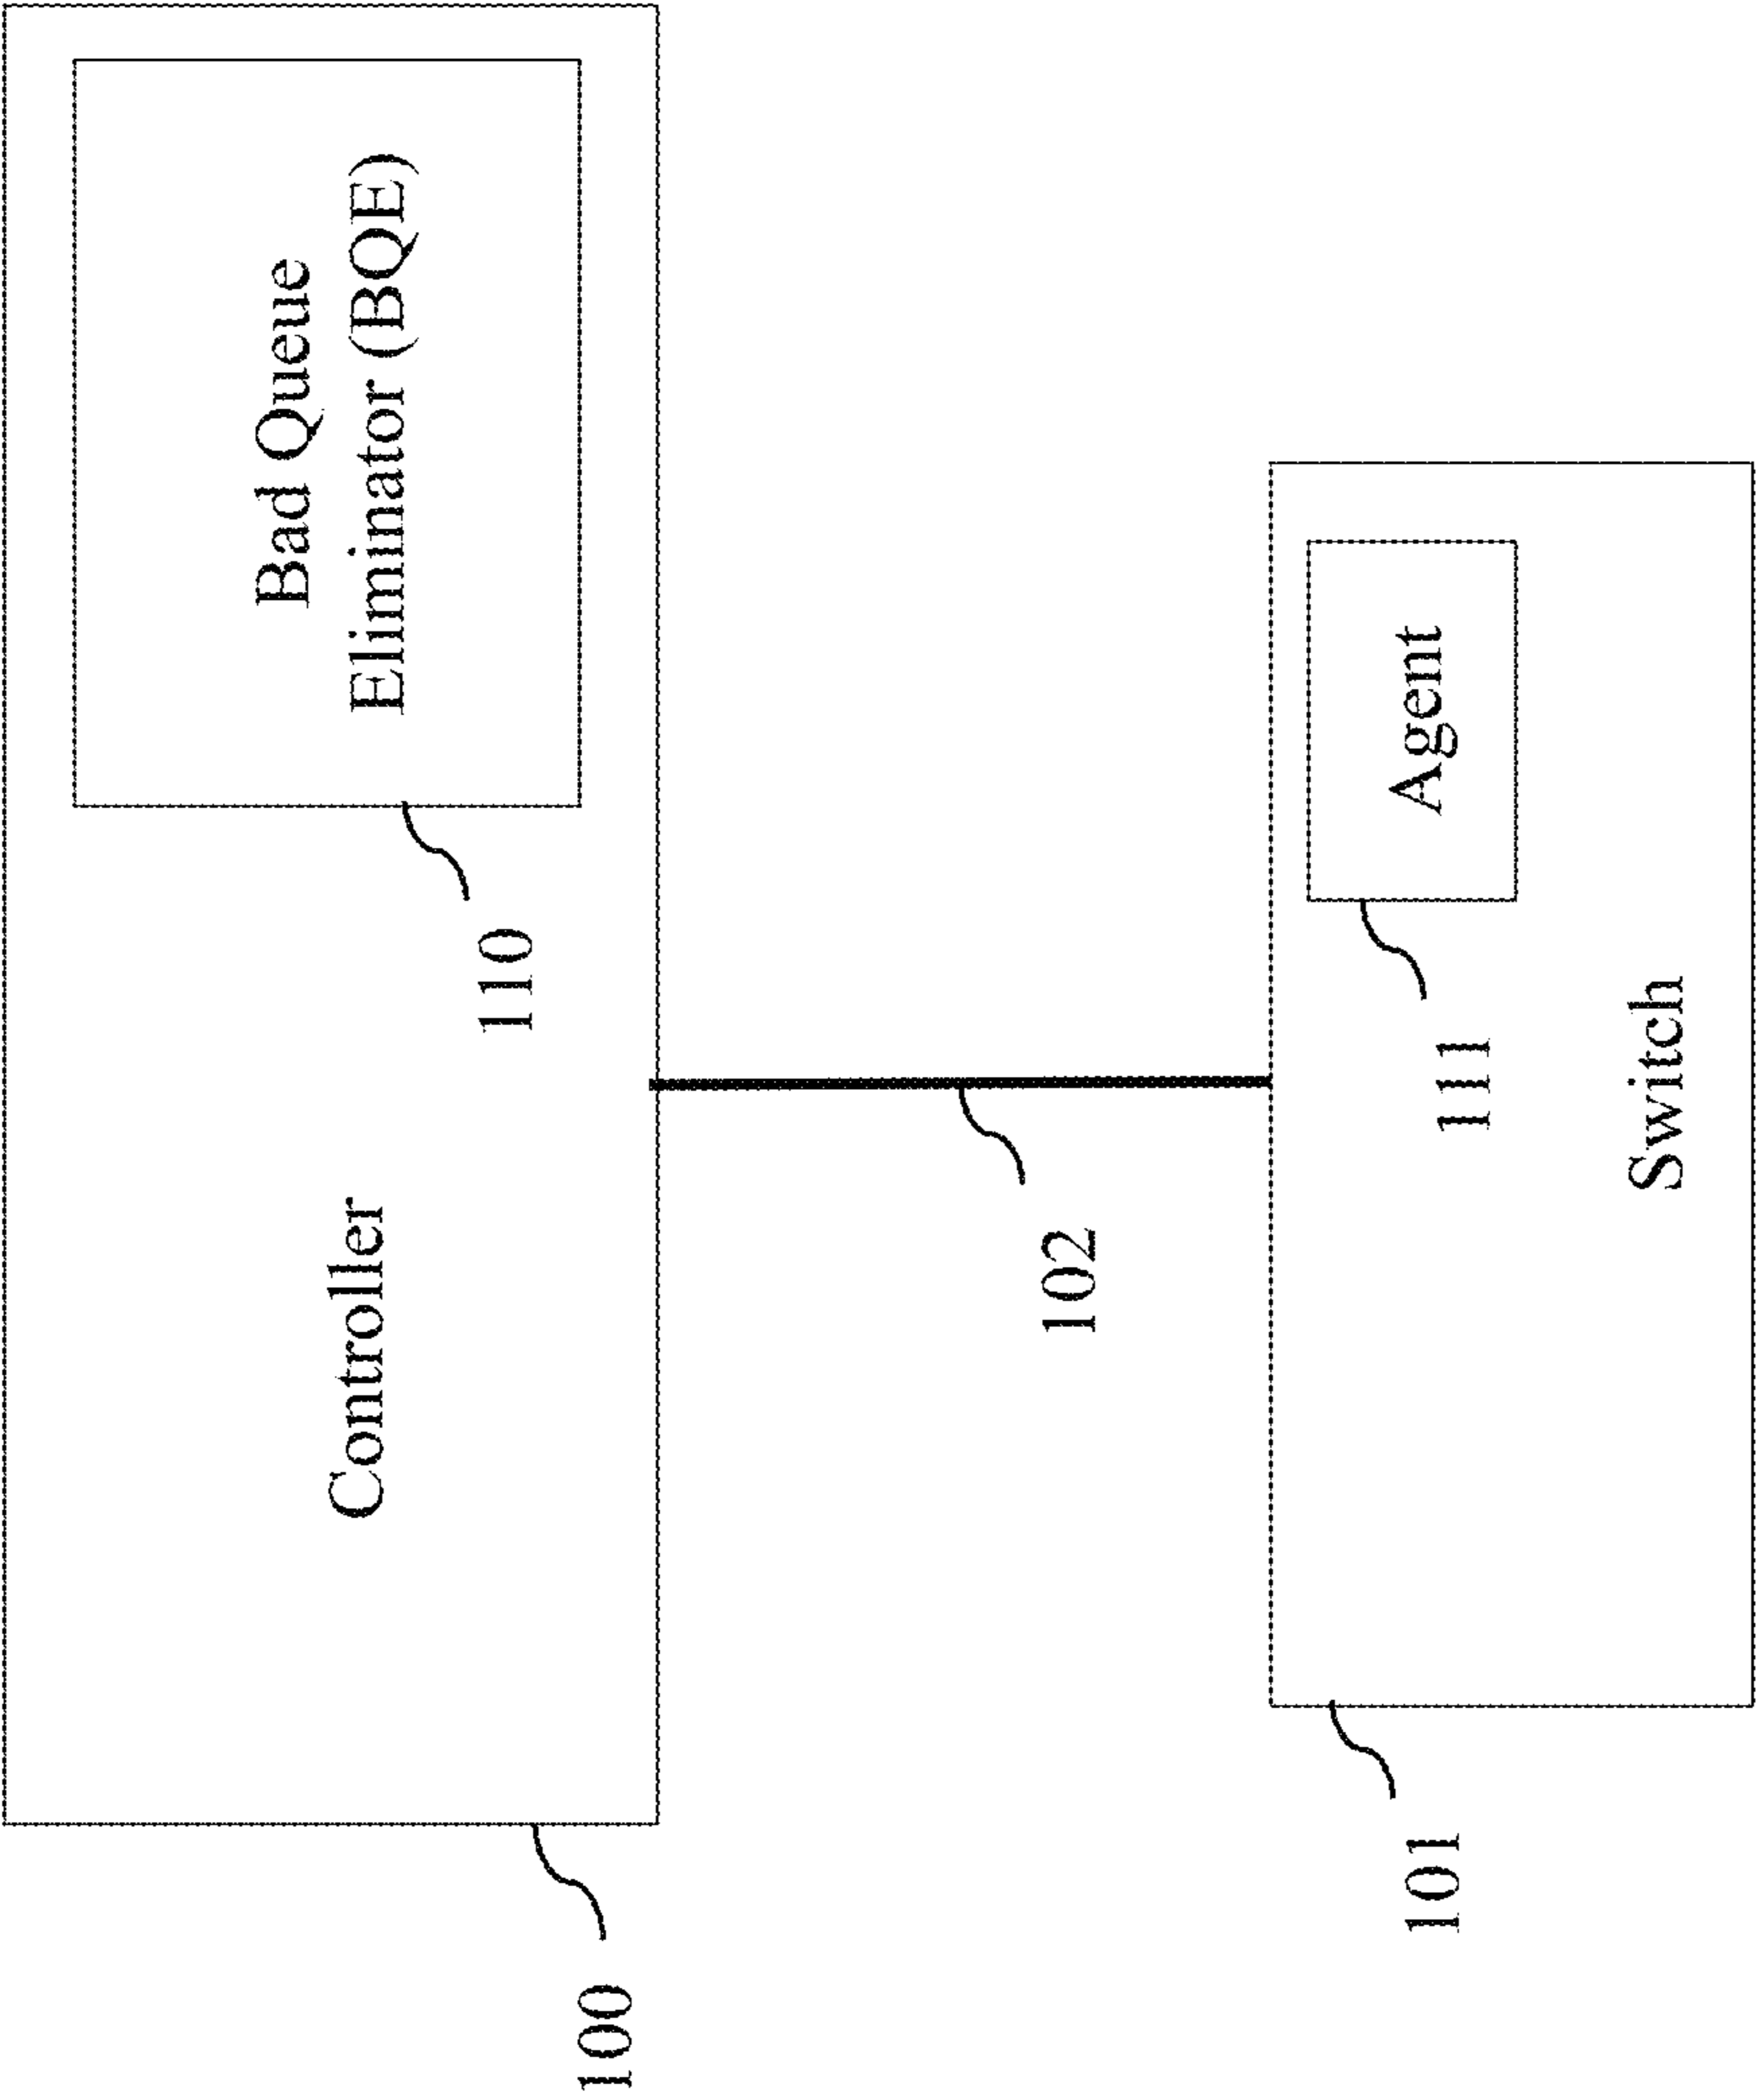 Bad Queue
Eliminator (BQE)
Controller
110
100
102
Agent
111
Switch
101